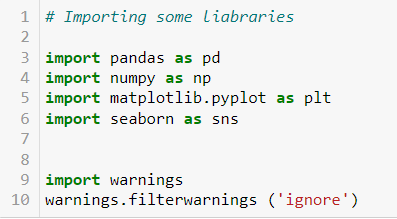 1 # Importing some liabraries
2
3 import pandas as pd
4 import numpy as np
5 import matplotlib.pyplot as plt
6 import seaborn as sns
7
8
9 import warnings
10 warnings.filterwarnings ('ignore')